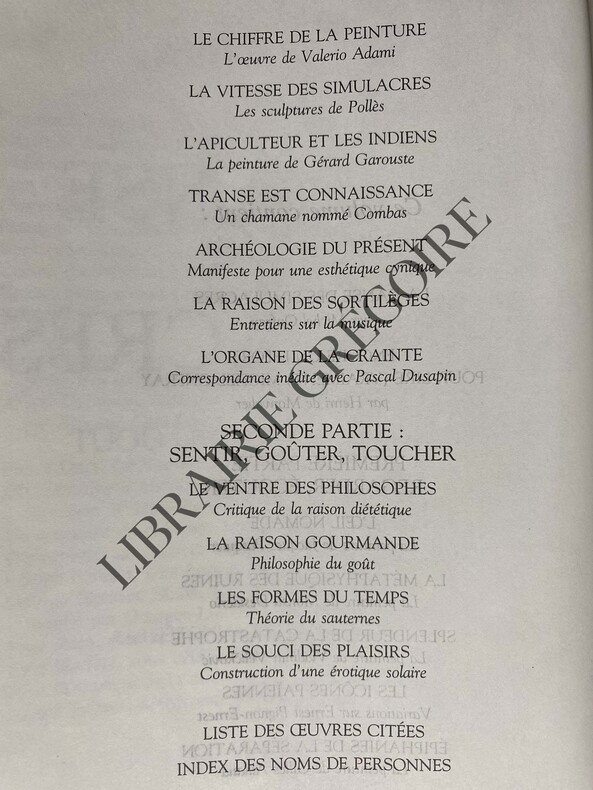 LE CHIFFRE DE LA PEINTURE
L'œuvre de Valerio Adami
LA VITESSE DES SIMULACRES
Les sculptures de Pollès
L'APICULTEUR ET LES INDIENS
La peinture de Gérard Garouste
TRANSE EST CONNAISSANCE
Un chamane nommé Combas
ARCHÉOLOGIE DU PRÉSENT
Manifeste pour une esthétique cynique
LA RAISON DES SORTILÈGES
Entretiens sur la musique
L'ORGANE DE LA CRAINTE
Correspondance inédite avec Pascal Dusapin
SECONDE PARTIE :
SENTIR, GOÛTER, TOUCHER
LE VENTRE DES PHILOSOPHES
Critique de la raison diététique
LA RAISON GOURMANDE
Philosophie du goût
LES FORMES DU TEMPS
Théorie du sauternes
LE SOUCI DES PLAISIRS
Construction d'une érotique solaire
LISTE DES ŒUVRES CITÉES
INDEX DES NOMS DE PERSONNES
LIBRAIRIE GREGOIRE